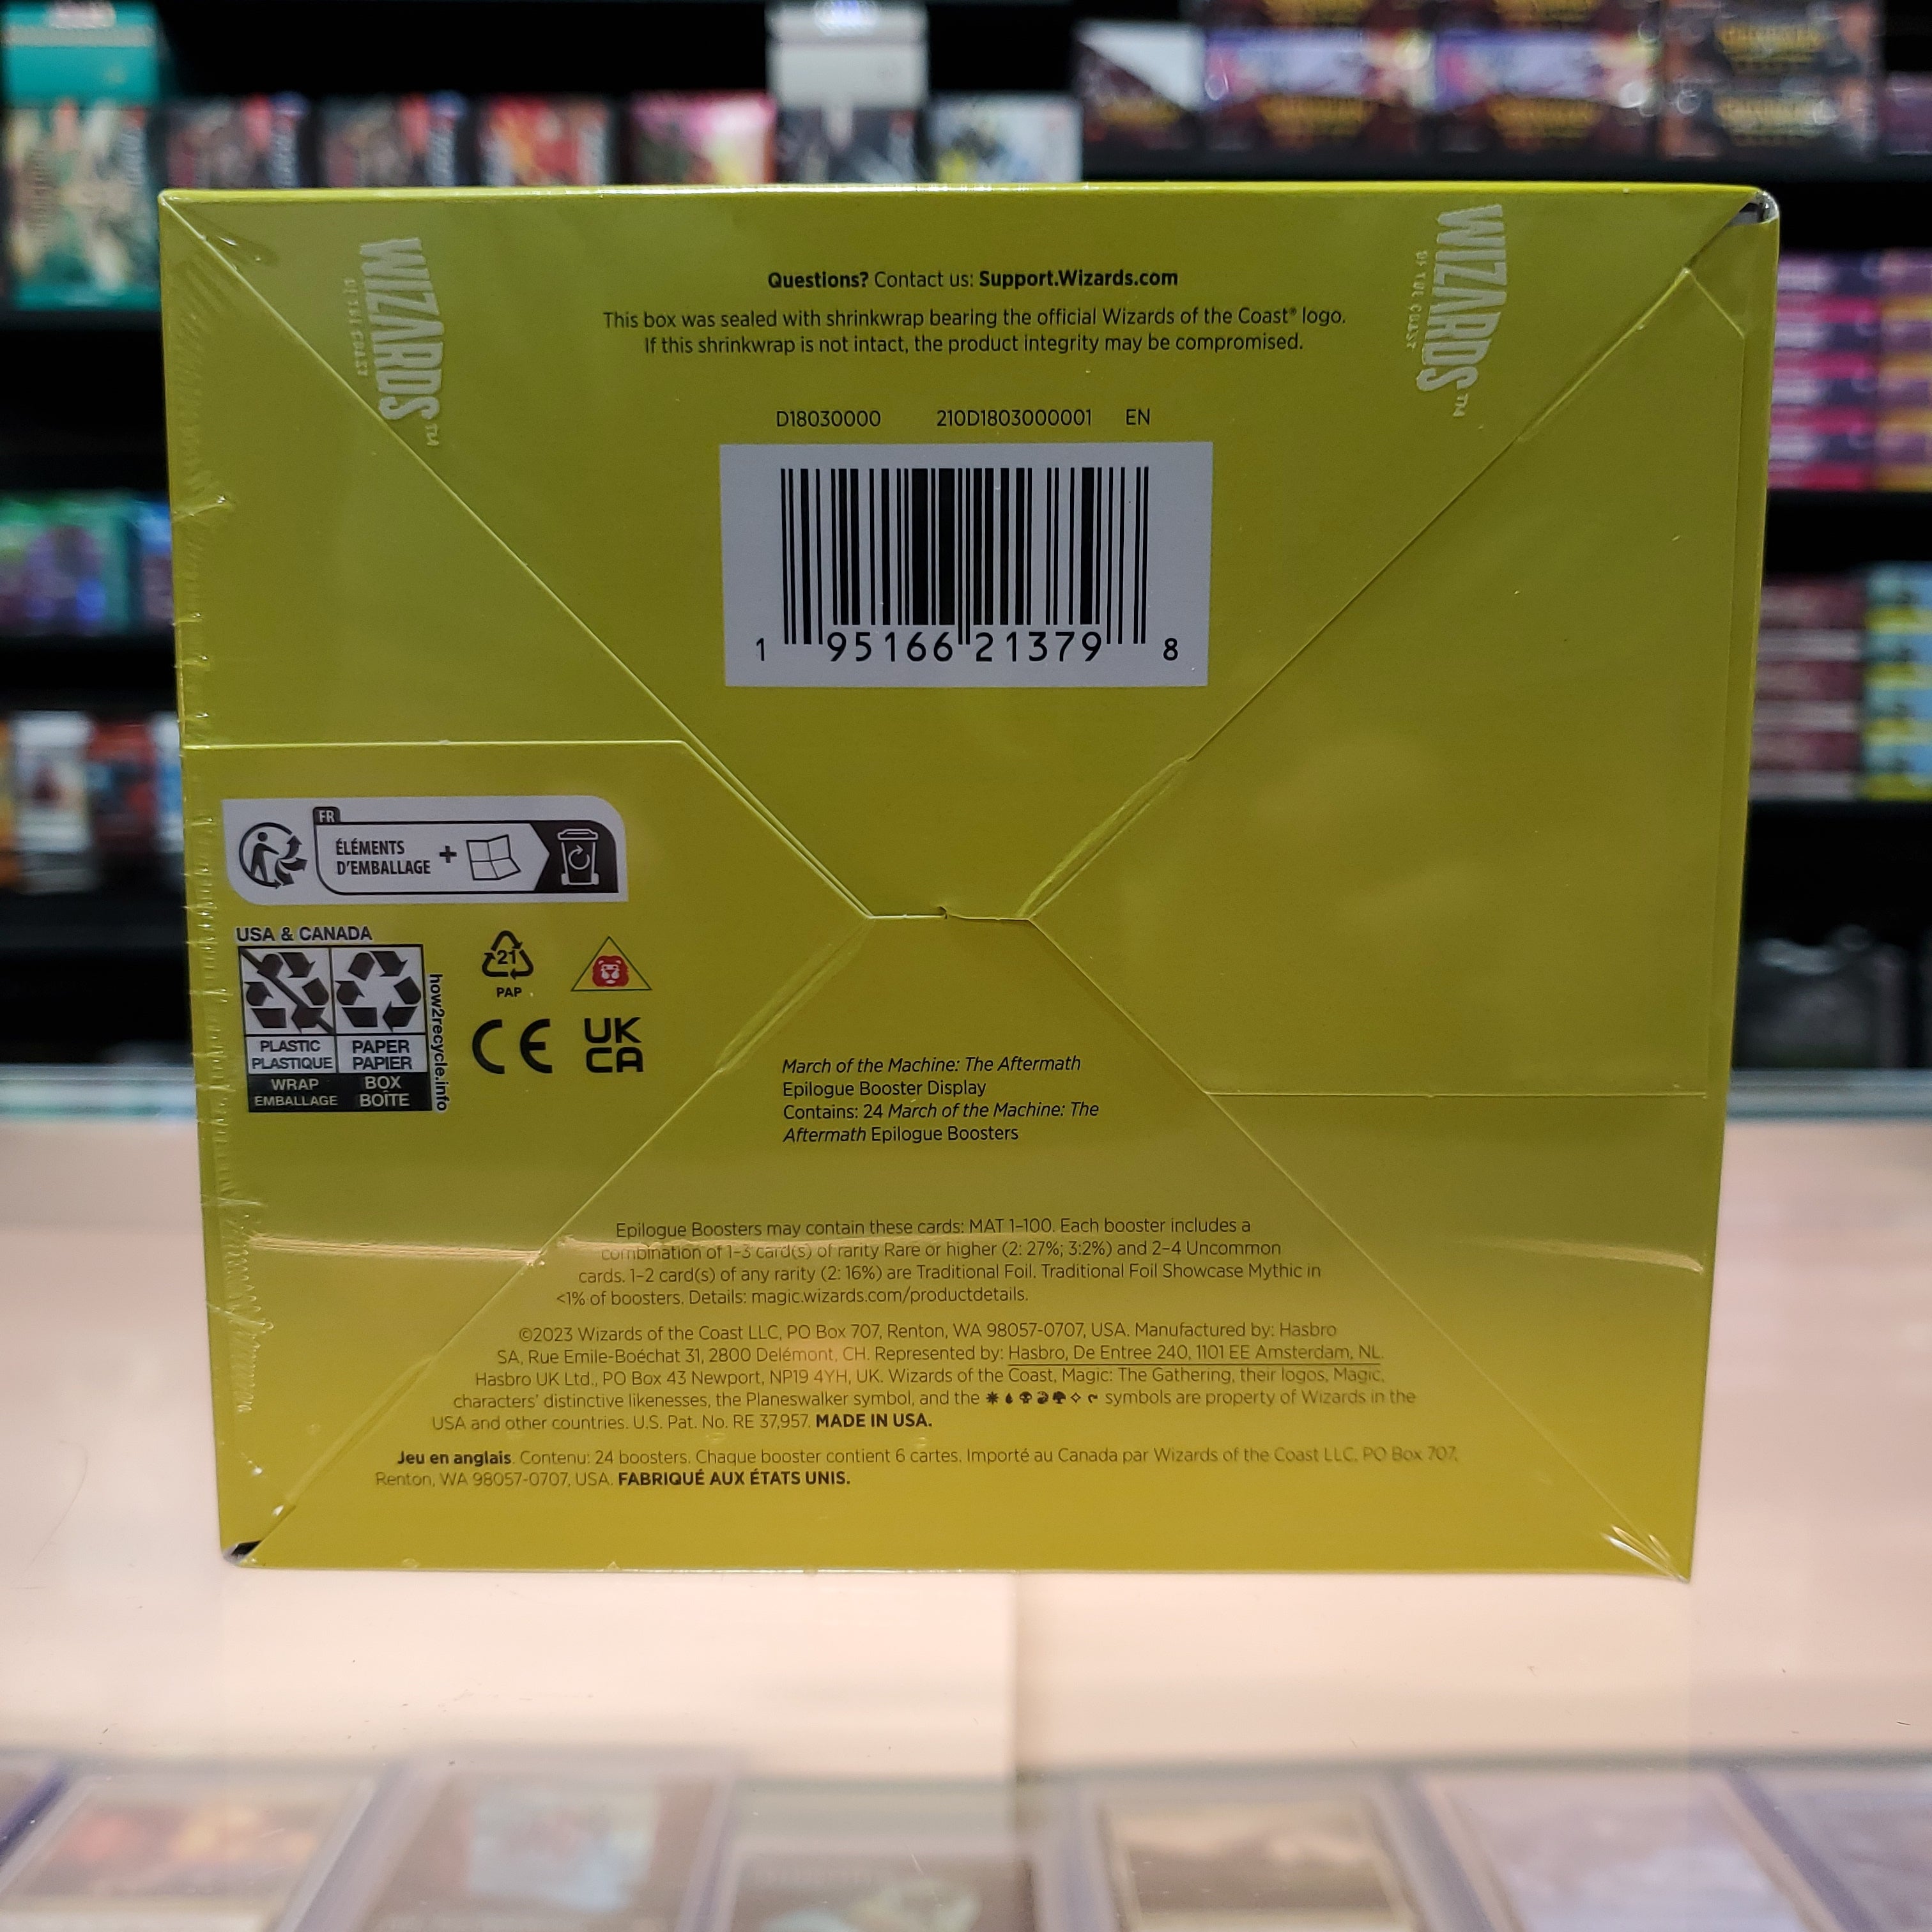 WIZARDS™
OF THE COAST
WIZARDS™
OF THE COAST
Questions? Contact us: Support.Wizards.com
This box was sealed with shrinkwrap bearing the official Wizards of the Coast® logo.
If this shrinkwrap is not intact, the product integrity may be compromised.
D18030000 210D1803000001 EN
1 95166 21379 8
FR
ÉLÉMENTS
D'EMBALLAGE +
USA & CANADA
PLASTIC
PLASTIQUE
WRAP
EMBALLAGE
PAPER
PAPIER
BOX
BOÎTE
how2recycle.info
21
PAP
CE
UK
CA
March of the Machine: The Aftermath
Epilogue Booster Display
Contains: 24 March of the Machine: The
Aftermath Epilogue Boosters
Epilogue Boosters may contain these cards: MAT 1–100. Each booster includes a
combination of 1–3 card(s) of rarity Rare or higher (2: 27%; 3:2%) and 2–4 Uncommon
cards. 1–2 card(s) of any rarity (2: 16%) are Traditional Foil. Traditional Foil Showcase Mythic in
<1% of boosters. Details: magic.wizards.com/productdetails.
©2023 Wizards of the Coast LLC, PO Box 707, Renton, WA 98057-0707, USA. Manufactured by: Hasbro
SA, Rue Emile-Boéchat 31, 2800 Delémont, CH. Represented by: Hasbro, De Entree 240, 1101 EE Amsterdam, NL.
Hasbro UK Ltd., PO Box 43 Newport, NP19 4YH, UK. Wizards of the Coast, Magic: The Gathering, their logos, Magic,
characters' distinctive likenesses, the Planeswalker symbol, and the symbols are property of Wizards in the
USA and other countries. U.S. Pat. No. RE 37,957. MADE IN USA.
Jeu en anglais. Contenu: 24 boosters. Chaque booster contient 6 cartes. Importé au Canada par Wizards of the Coast LLC, PO Box 707,
Renton, WA 98057-0707, USA. FABRIQUÉ AUX ÉTATS UNIS.